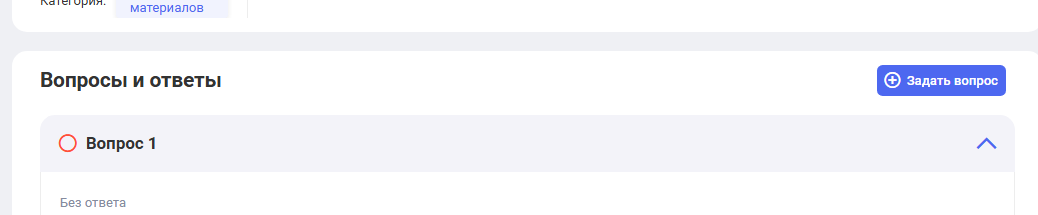 Категория:
материалов
Вопросы и ответы
Задать вопрос
Вопрос 1
Без ответа